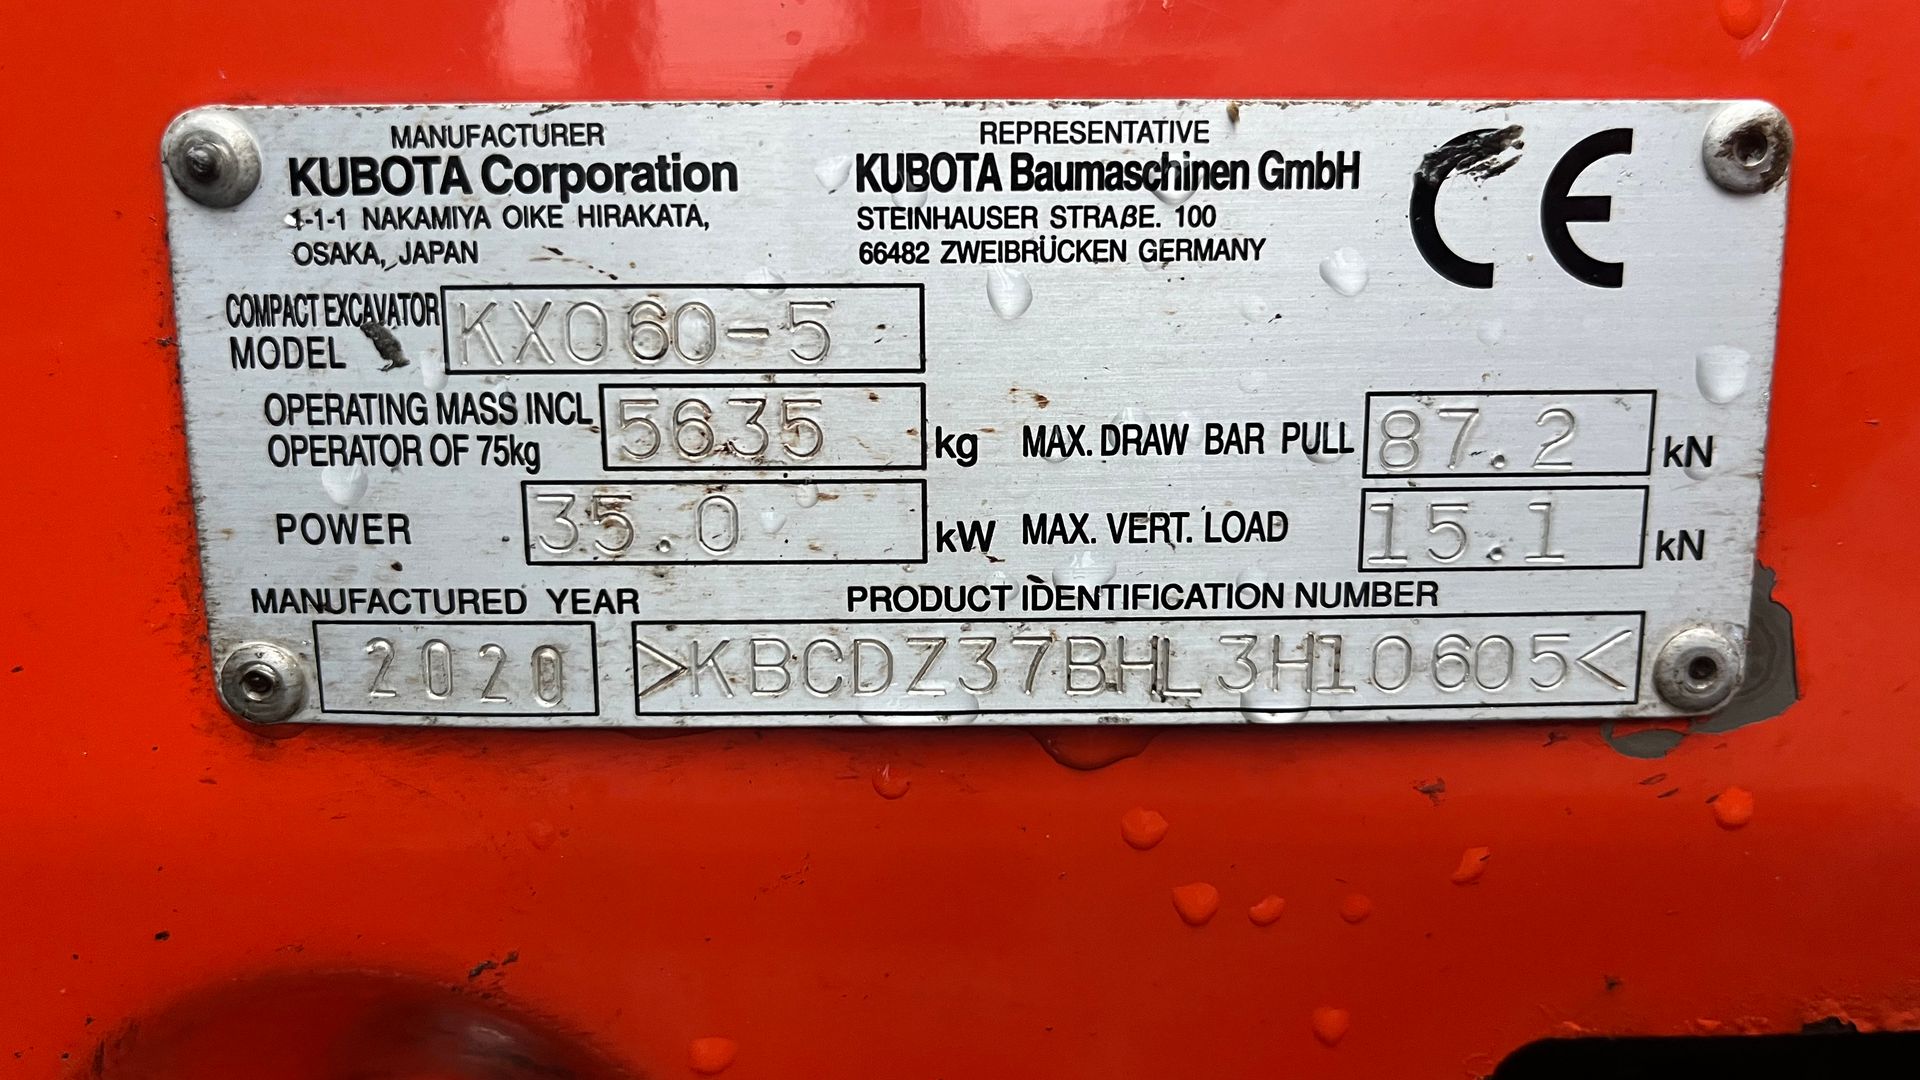 MANUFACTURER
KUBOTA Corporation
1-1-1 NAKAMIYA OIKE HIRAKATA,
OSAKA, JAPAN
REPRESENTATIVE
KUBOTA Baumaschinen GmbH
STEINHAUSER STRAβE. 100
66482 ZWEIBRÜCKEN GERMANY
CE
COMPACT EXCAVATOR
MODEL
KX060-5
OPERATING MASS INCL
OPERATOR OF 75kg
5635 kg
MAX. DRAW BAR PULL 87.2 kN
POWER 35.0 kW
MAX. VERT. LOAD 15.1 kN
MANUFACTURED YEAR
2020
PRODUCT IDENTIFICATION NUMBER
>KBCDZ37BHL3H10605<